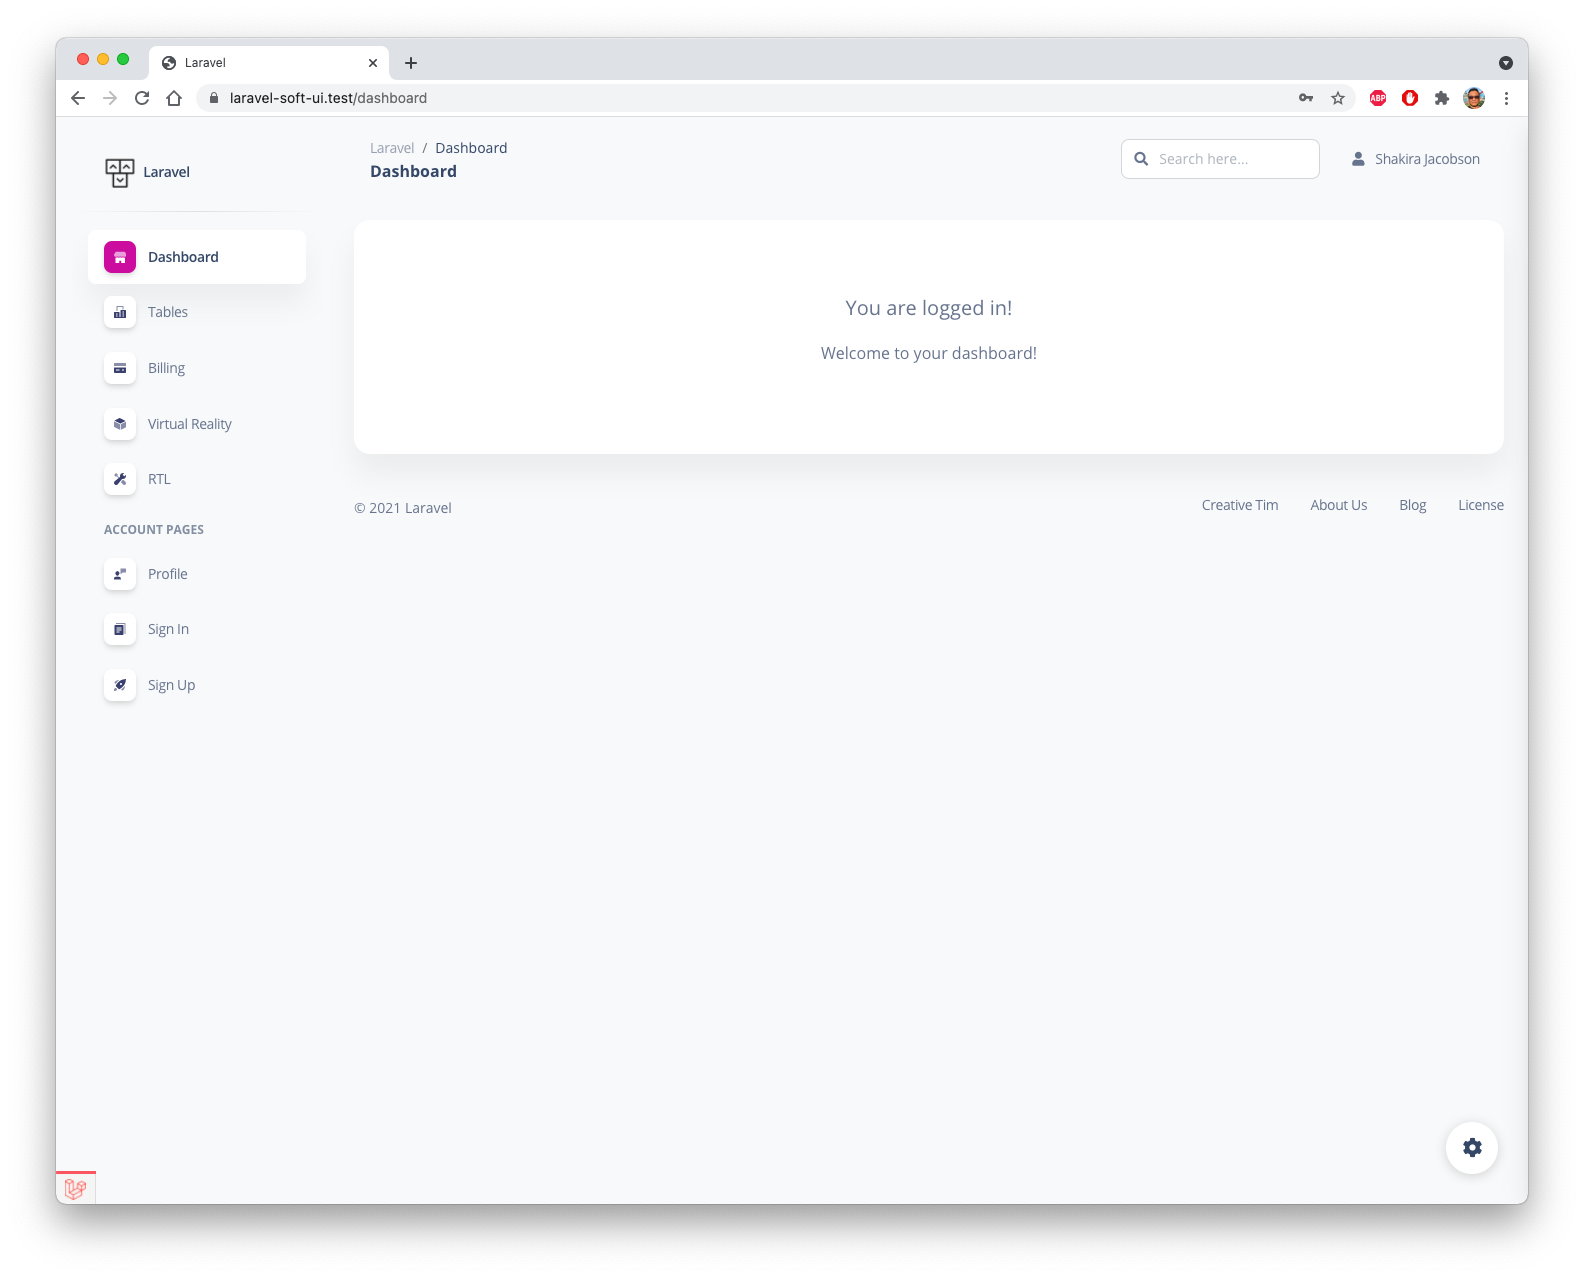 Laravel
laravel-soft-ui.test/dashboard
ABP
Laravel
Laravel / Dashboard
Dashboard
Search here...
Shakira Jacobson
Dashboard
Tables
Billing
Virtual Reality
RTL
ACCOUNT PAGES
Profile
Sign In
Sign Up
You are logged in!
Welcome to your dashboard!
© 2021 Laravel
Creative Tim About Us Blog License